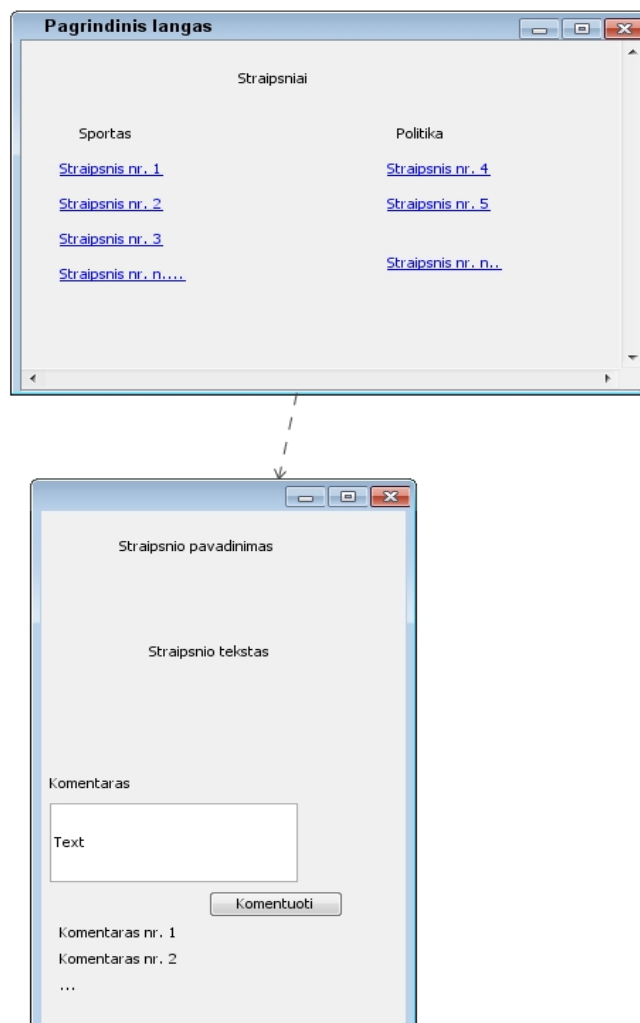 Pagrindinis langas
Straipsniai
Sportas Politika
Straipsnis nr. 1 Straipsnis nr. 4
Straipsnis nr. 2 Straipsnis nr. 5
Straipsnis nr. 3
Straipsnis nr. n.... Straipsnis nr. n..
Straipsnio pavadinimas
Straipsnio tekstas
Komentaras
Text
Komentuoti
Komentaras nr. 1
Komentaras nr. 2
...